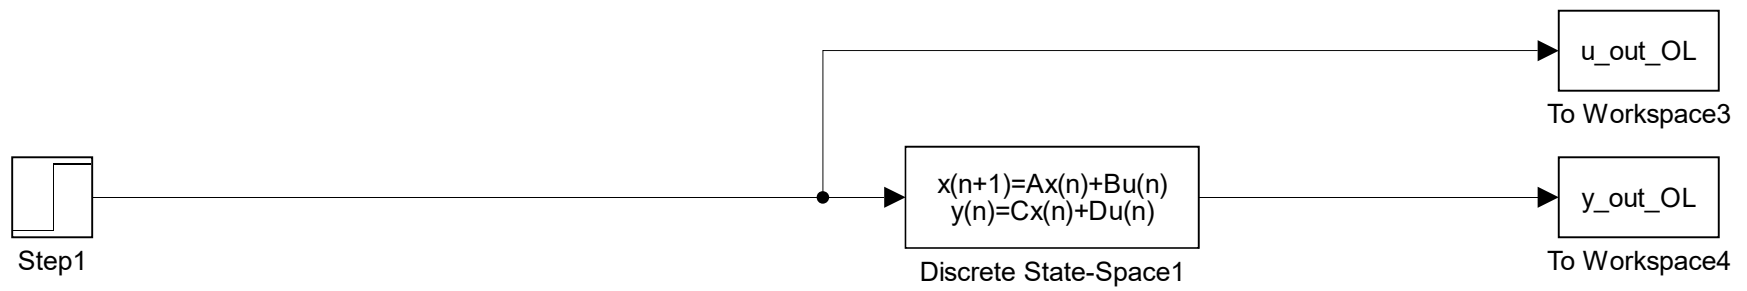 u_out_OL
To Workspace3
Step1
x(n+1)=Ax(n)+Bu(n)
y(n)=Cx(n)+Du(n)
Discrete State-Space1
y_out_OL
To Workspace4